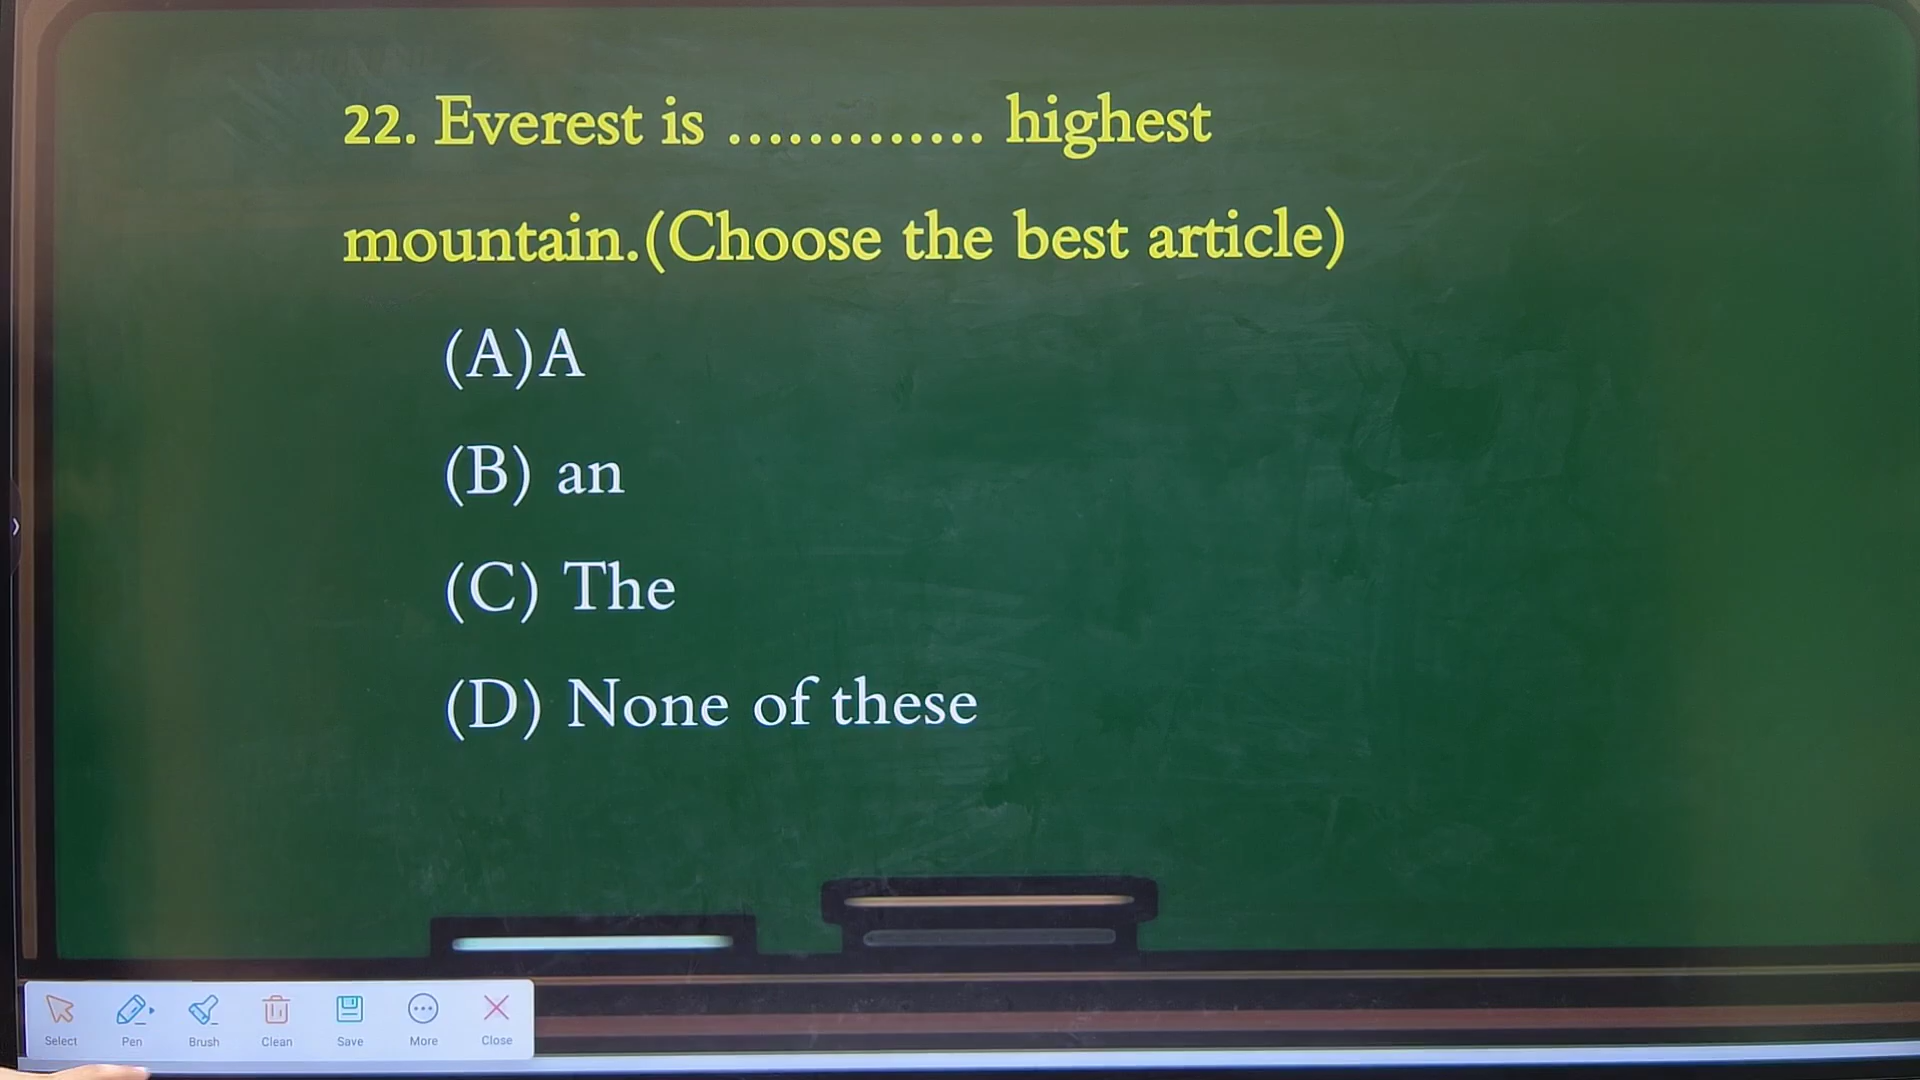 22. Everest is ............. highest
mountain.(Choose the best article)
(A)A
(B) an
(C) The
(D) None of these
Select Pen Brush Clean Save More Close